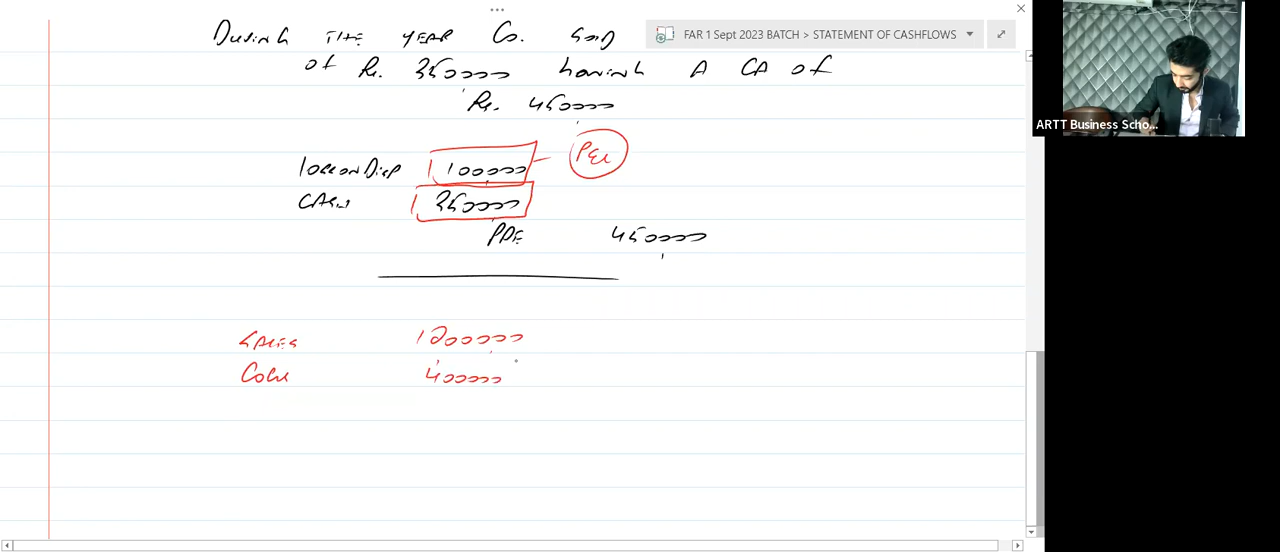 DURING THE YEAR Co. SOLD
FAR 1 Sept 2023 BATCH > STATEMENT OF CASHFLOWS
of Rs. 350000 having A CA of
Rs. 450000
ARTT Business Scho...
Loss on Disp 100000 P&L
CASH 350000
PPE 450000
SALES 1200000
COGS 400000